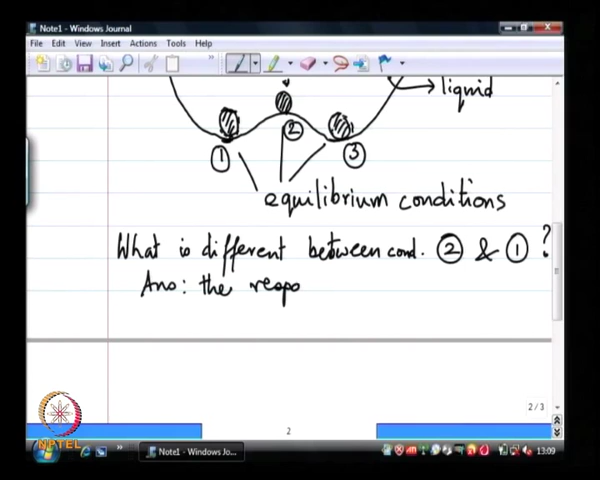 Note1 - Windows Journal
File Edit View Insert Actions Tools Help
liquid
① ② ③
equilibrium conditions
What is different between cond. ② & ① ?
Ans: the respo
2/3
2
NPTEL
Note1 - Windows Jo...
13:09